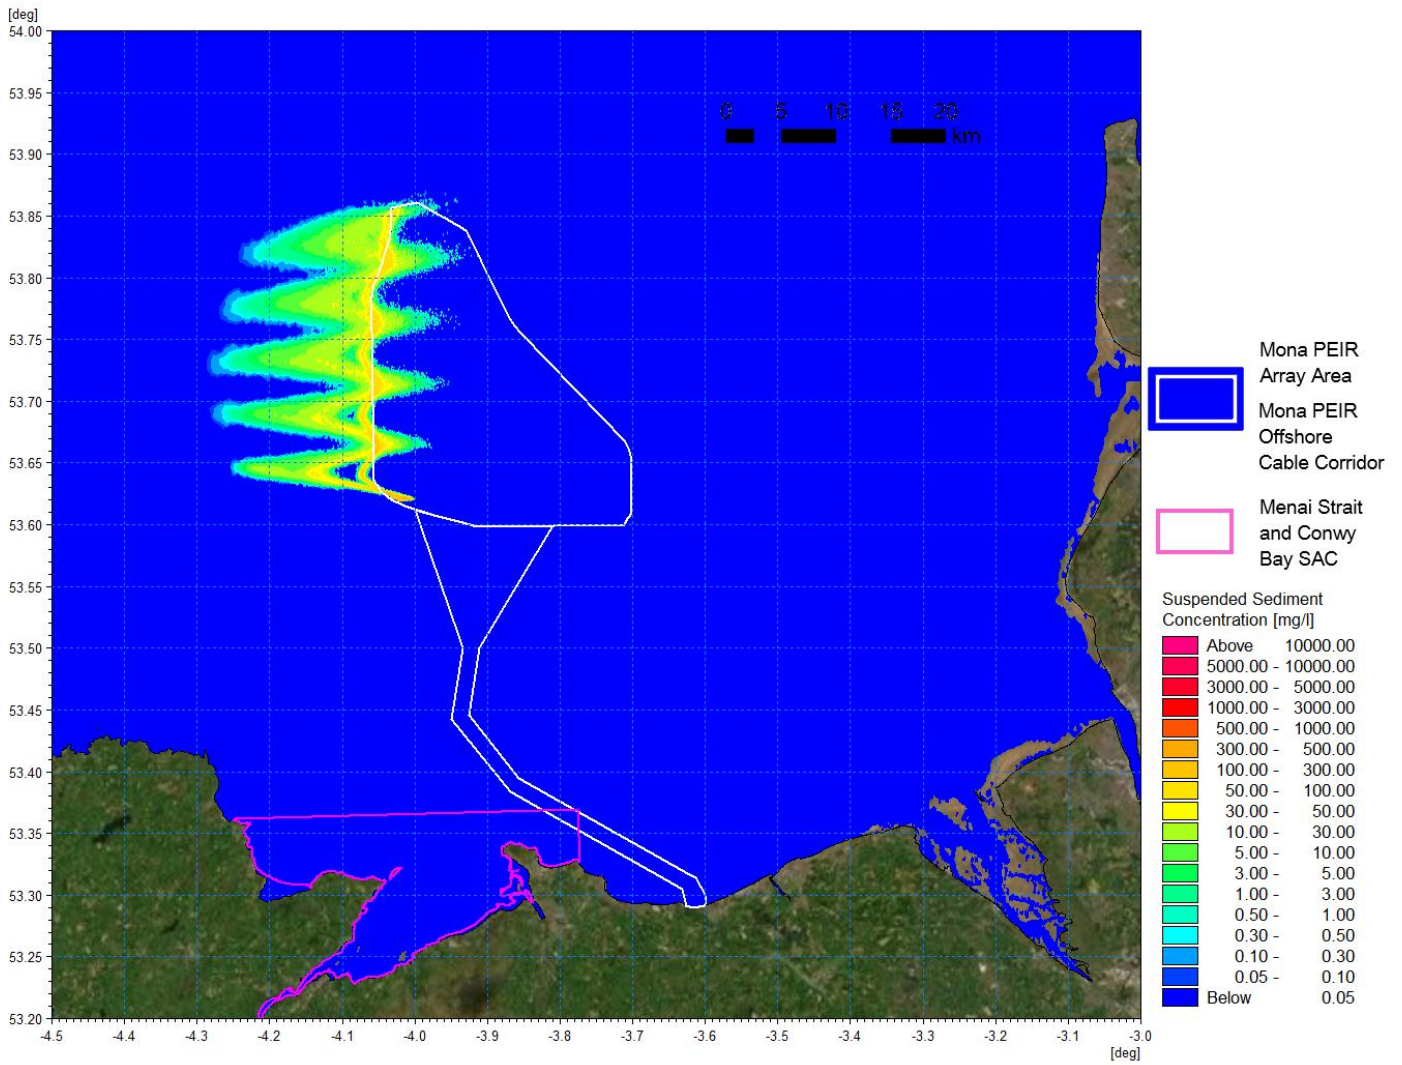 [deg]
54.00
53.95
53.90
53.85
53.80
53.75
53.70
53.65
53.60
53.55
53.50
53.45
53.40
53.35
53.30
53.25
53.20
-4.5 -4.4 -4.3 -4.2 -4.1 -4.0 -3.9 -3.8 -3.7 -3.6 -3.5 -3.4 -3.3 -3.2 -3.1 -3.0
[deg]
0 5 10 15 20
km
Mona PEIR
Array Area
Mona PEIR
Offshore
Cable Corridor
Menai Strait
and Conwy
Bay SAC
Suspended Sediment
Concentration [mg/l]
Above 10000.00
5000.00 - 10000.00
3000.00 - 5000.00
1000.00 - 3000.00
500.00 - 1000.00
300.00 - 500.00
100.00 - 300.00
50.00 - 100.00
30.00 - 50.00
10.00 - 30.00
5.00 - 10.00
3.00 - 5.00
1.00 - 3.00
0.50 - 1.00
0.30 - 0.50
0.10 - 0.30
0.05 - 0.10
Below 0.05